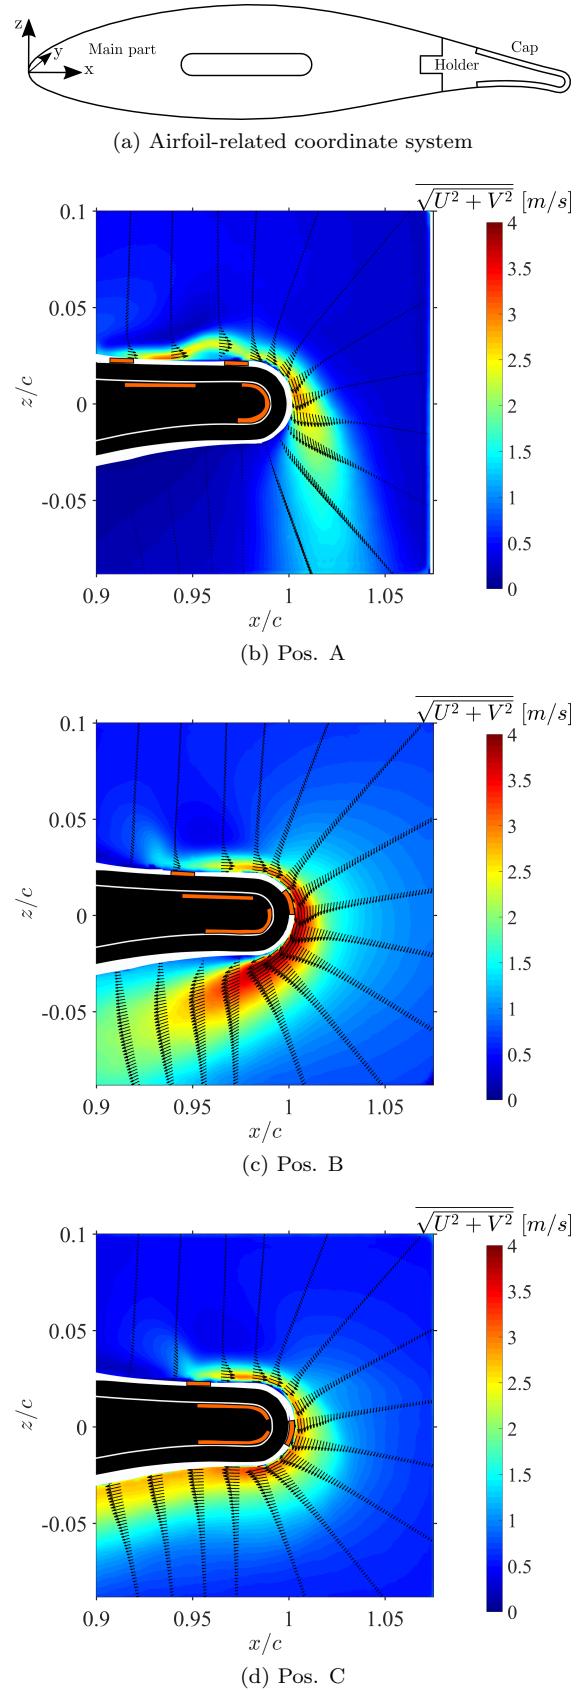 z
y
x
Main part
Holder
Cap
(a) Airfoil-related coordinate system
√U² + V² [m/s]
0.1
0.05
0
-0.05
z/c
0.9 0.95 1 1.05
x/c
4
3.5
3
2.5
2
1.5
1
0.5
0
(b) Pos. A
√U² + V² [m/s]
0.1
0.05
0
-0.05
z/c
0.9 0.95 1 1.05
x/c
4
3.5
3
2.5
2
1.5
1
0.5
0
(c) Pos. B
√U² + V² [m/s]
0.1
0.05
0
-0.05
z/c
0.9 0.95 1 1.05
x/c
4
3.5
3
2.5
2
1.5
1
0.5
0
(d) Pos. C